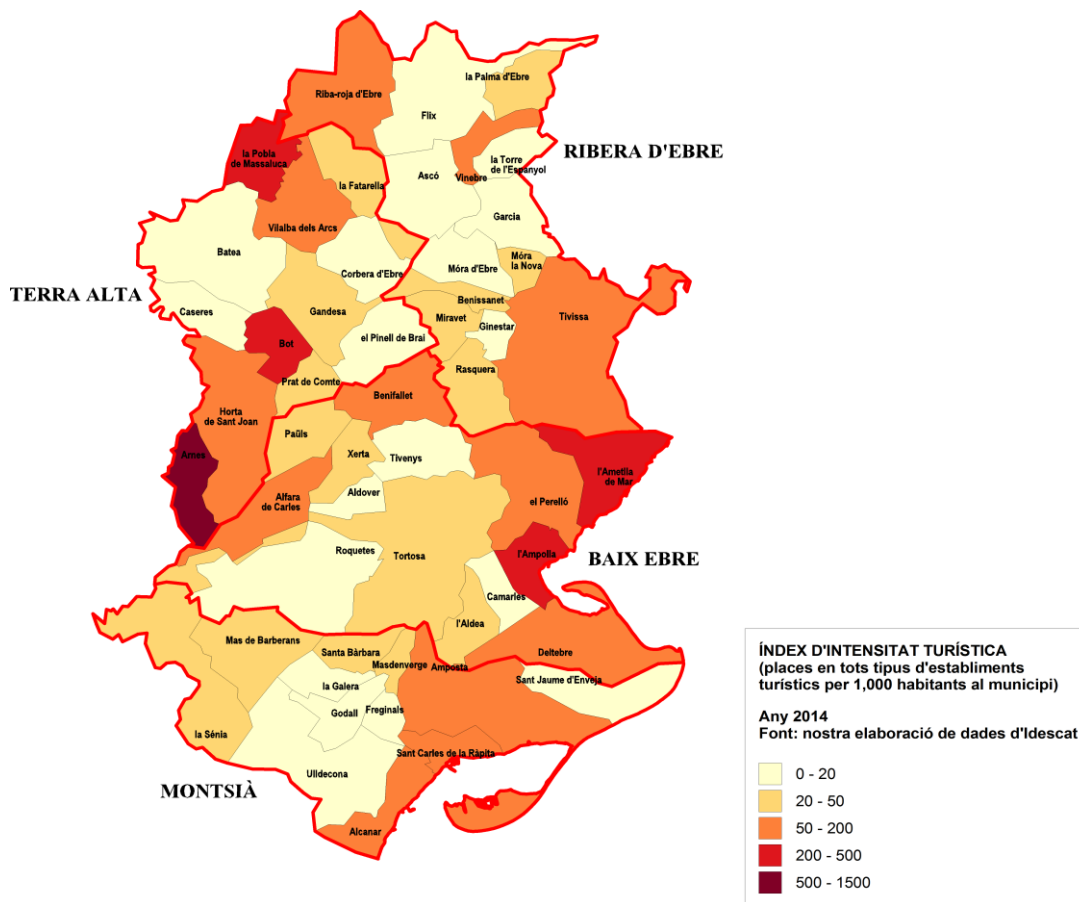 la Palma d'Ebre
Riba-roja d'Ebre
Flix
RIBERA D'EBRE
la Pobla
de Massaluca
la Torre
de l'Espanyol
Ascó
Vinebre
la Fatarella
Garcia
Vilalba dels Arcs
Batea
Móra
la Nova
Corbera d'Ebre
Móra d'Ebre
TERRA ALTA
Benissanet
Caseres
Gandesa
Miravet
Tivissa
Ginestar
el Pinell de Brai
Bot
Rasquera
Prat de Comte
Benifallet
Horta
de Sant Joan
Paüls
Arnes
Xerta
Tivenys
l'Ametlla
de Mar
Aldover
Alfara
de Carles
el Perelló
Roquetes
Tortosa
l'Ampolla
BAIX EBRE
Camarles
l'Aldea
Mas de Barberans
Santa Bàrbara
Deltebre
Masdenverge
Amposta
Sant Jaume d'Enveja
la Galera
Godall
Freginals
la Sénia
Sant Carles de la Ràpita
Ulldecona
MONTSIÀ
Alcanar
ÍNDEX D'INTENSITAT TURÍSTICA
(places en tots tipus d'establiments
turístics per 1,000 habitants al municipi)
Any 2014
Font: nostra elaboració de dades d'Idescat
0 - 20
20 - 50
50 - 200
200 - 500
500 - 1500